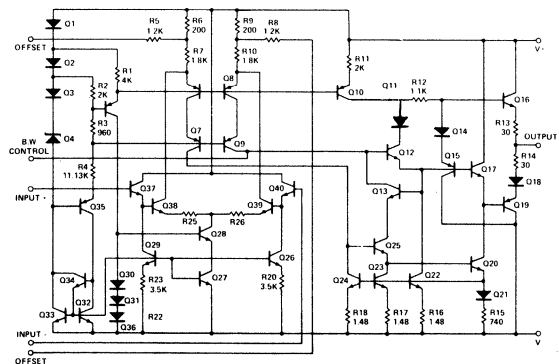 Q1
R5
1.2K
R6
200
R9
200
R8
1.2K
OFFSET
V+
Q2
R7
1.8K
R10
1.8K
R11
2K
R1
4K
Q3
R2
2K
Q8
Q10
Q11
R12
1.1K
Q16
R3
960
R13
30
Q4
Q7
Q9
Q14
OUTPUT
B.W
CONTROL
Q12
Q15
Q17
R14
30
R4
11.13K
Q18
Q37
Q40
Q13
Q19
INPUT
Q35
Q38
Q39
R25
R26
Q28
Q25
Q29
Q34
Q30
Q27
Q26
Q24
Q23
Q22
Q20
R23
3.5K
R20
3.5K
Q31
Q21
Q33
Q32
Q36
R22
R18
1.48
R17
1.48
R16
1.48
R15
740
INPUT
V
OFFSET